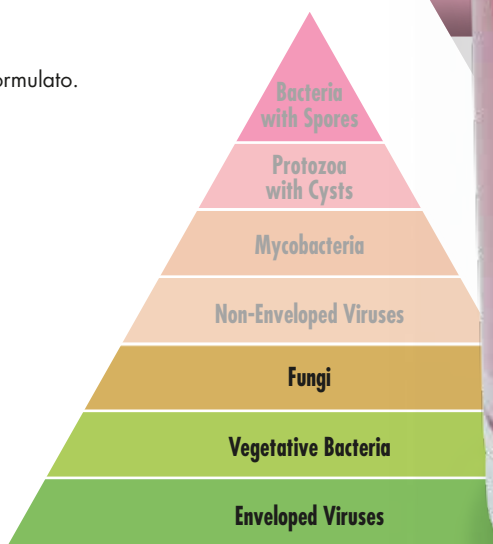 ormulato.
Bacteria
with Spores
Protozoa
with Cysts
Mycobacteria
Non-Enveloped Viruses
Fungi
Vegetative Bacteria
Enveloped Viruses